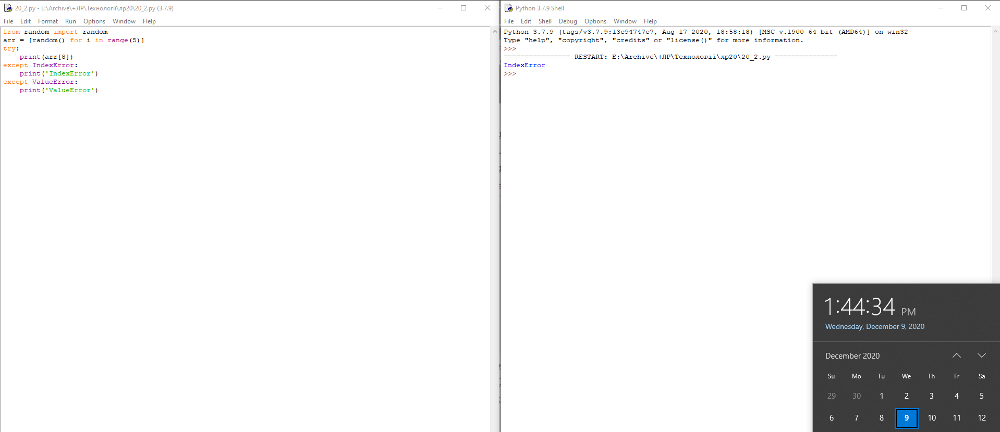 20_2.py - E:\Archive\+ЛР\Технології\лр20\20_2.py (3.7.9)
File Edit Format Run Options Window Help
from random import random
arr = [random() for i in range(5)]
try:
    print(arr[8])
except IndexError:
    print('IndexError')
except ValueError:
    print('ValueError')
Python 3.7.9 Shell
File Edit Shell Debug Options Window Help
Python 3.7.9 (tags/v3.7.9:13c94747c7, Aug 17 2020, 18:58:18) [MSC v.1900 64 bit (AMD64)] on win32
Type "help", "copyright", "credits" or "license()" for more information.
>>>
================ RESTART: E:\Archive\+ЛР\Технології\лр20\20_2.py ===============
IndexError
>>>
1:44:34 PM
Wednesday, December 9, 2020
December 2020
Su Mo Tu We Th Fr Sa
29 30 1 2 3 4 5
6 7 8 9 10 11 12